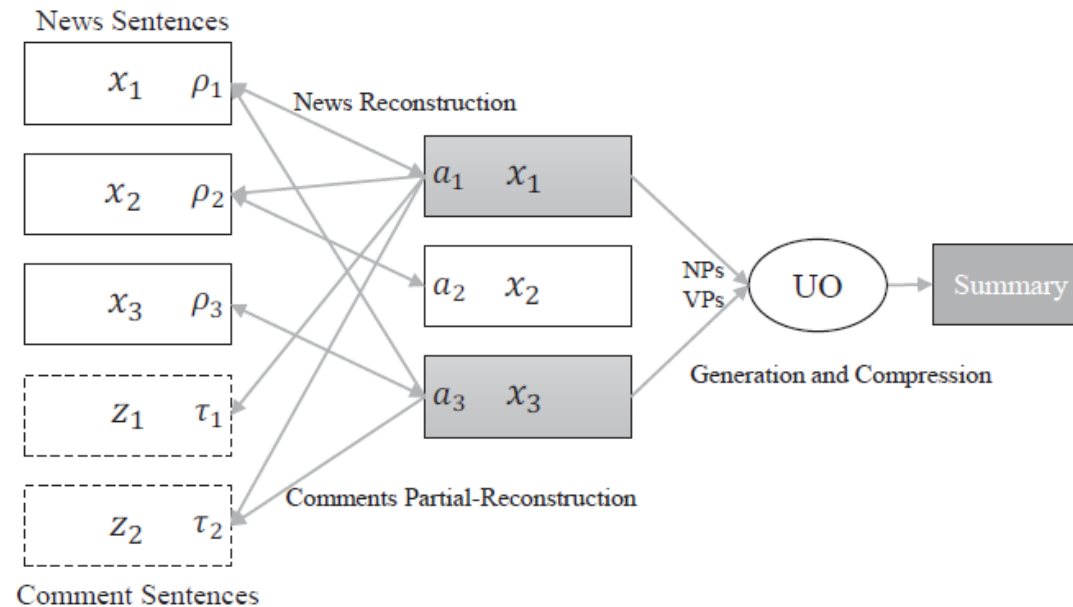 News Sentences
x₁ ρ₁
x₂ ρ₂
x₃ ρ₃
z₁ τ₁
z₂ τ₂
Comment Sentences
News Reconstruction
a₁ x₁
a₂ x₂
a₃ x₃
Comments Partial-Reconstruction
NPs
VPs
UO
Summary
Generation and Compression